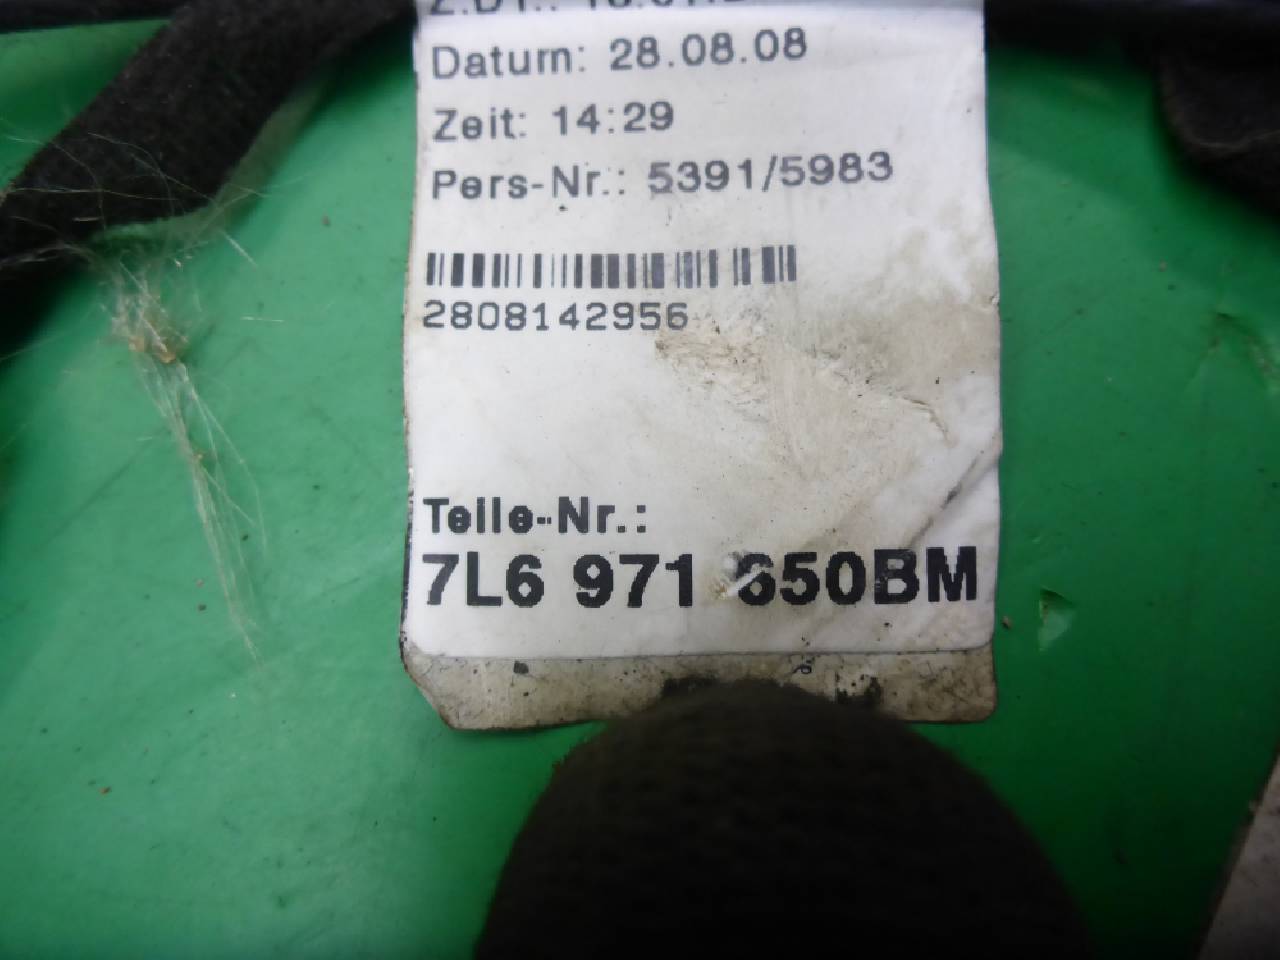 Datum: 28.08.08
Zeit: 14:29
Pers-Nr.: 5391/5983
2808142956
Teile-Nr.:
7L6 971 650BM